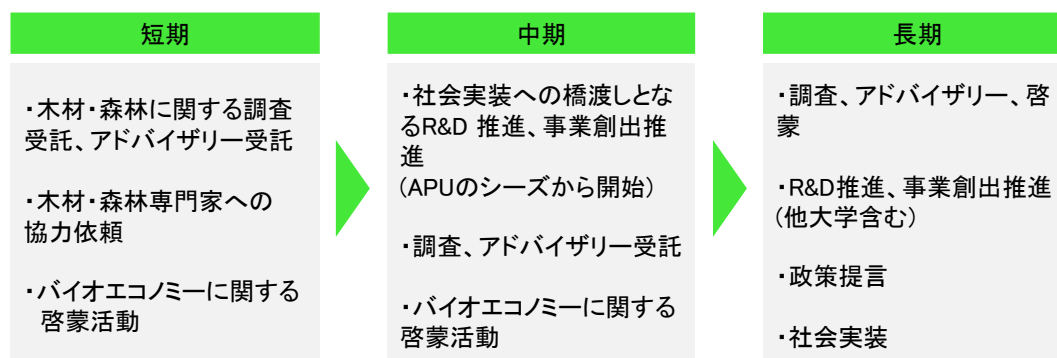 短期
・木材・森林に関する調査
受託、アドバイザリー受託
・木材・森林専門家への
協力依頼
・バイオエコノミーに関する
啓蒙活動
中期
・社会実装への橋渡しとな
るR&D 推進、事業創出推
進
(APUのシーズから開始)
・調査、アドバイザリー受託
・バイオエコノミーに関する
啓蒙活動
長期
・調査、アドバイザリー、啓
蒙
・R&D推進、事業創出推進
(他大学含む)
・政策提言
・社会実装